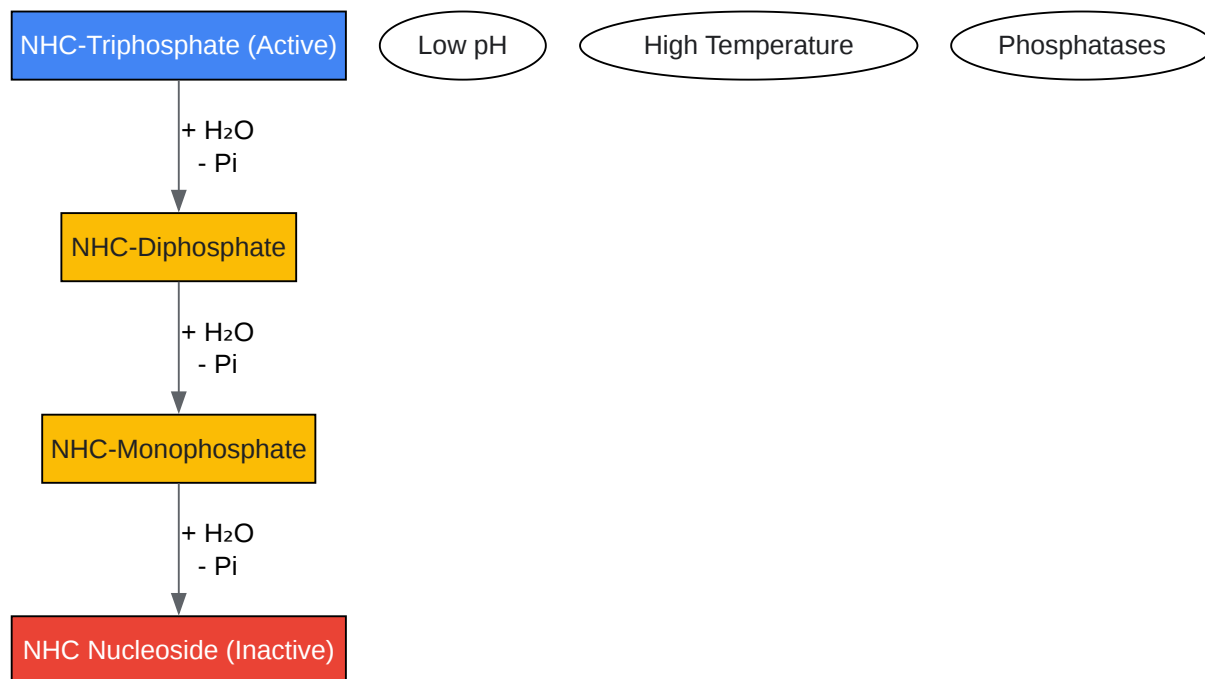 NHC-Triphosphate (Active)
Low pH
High Temperature
Phosphatases
+ H₂O
- Pi
NHC-Diphosphate
+ H₂O
- Pi
NHC-Monophosphate
+ H₂O
- Pi
NHC Nucleoside (Inactive)